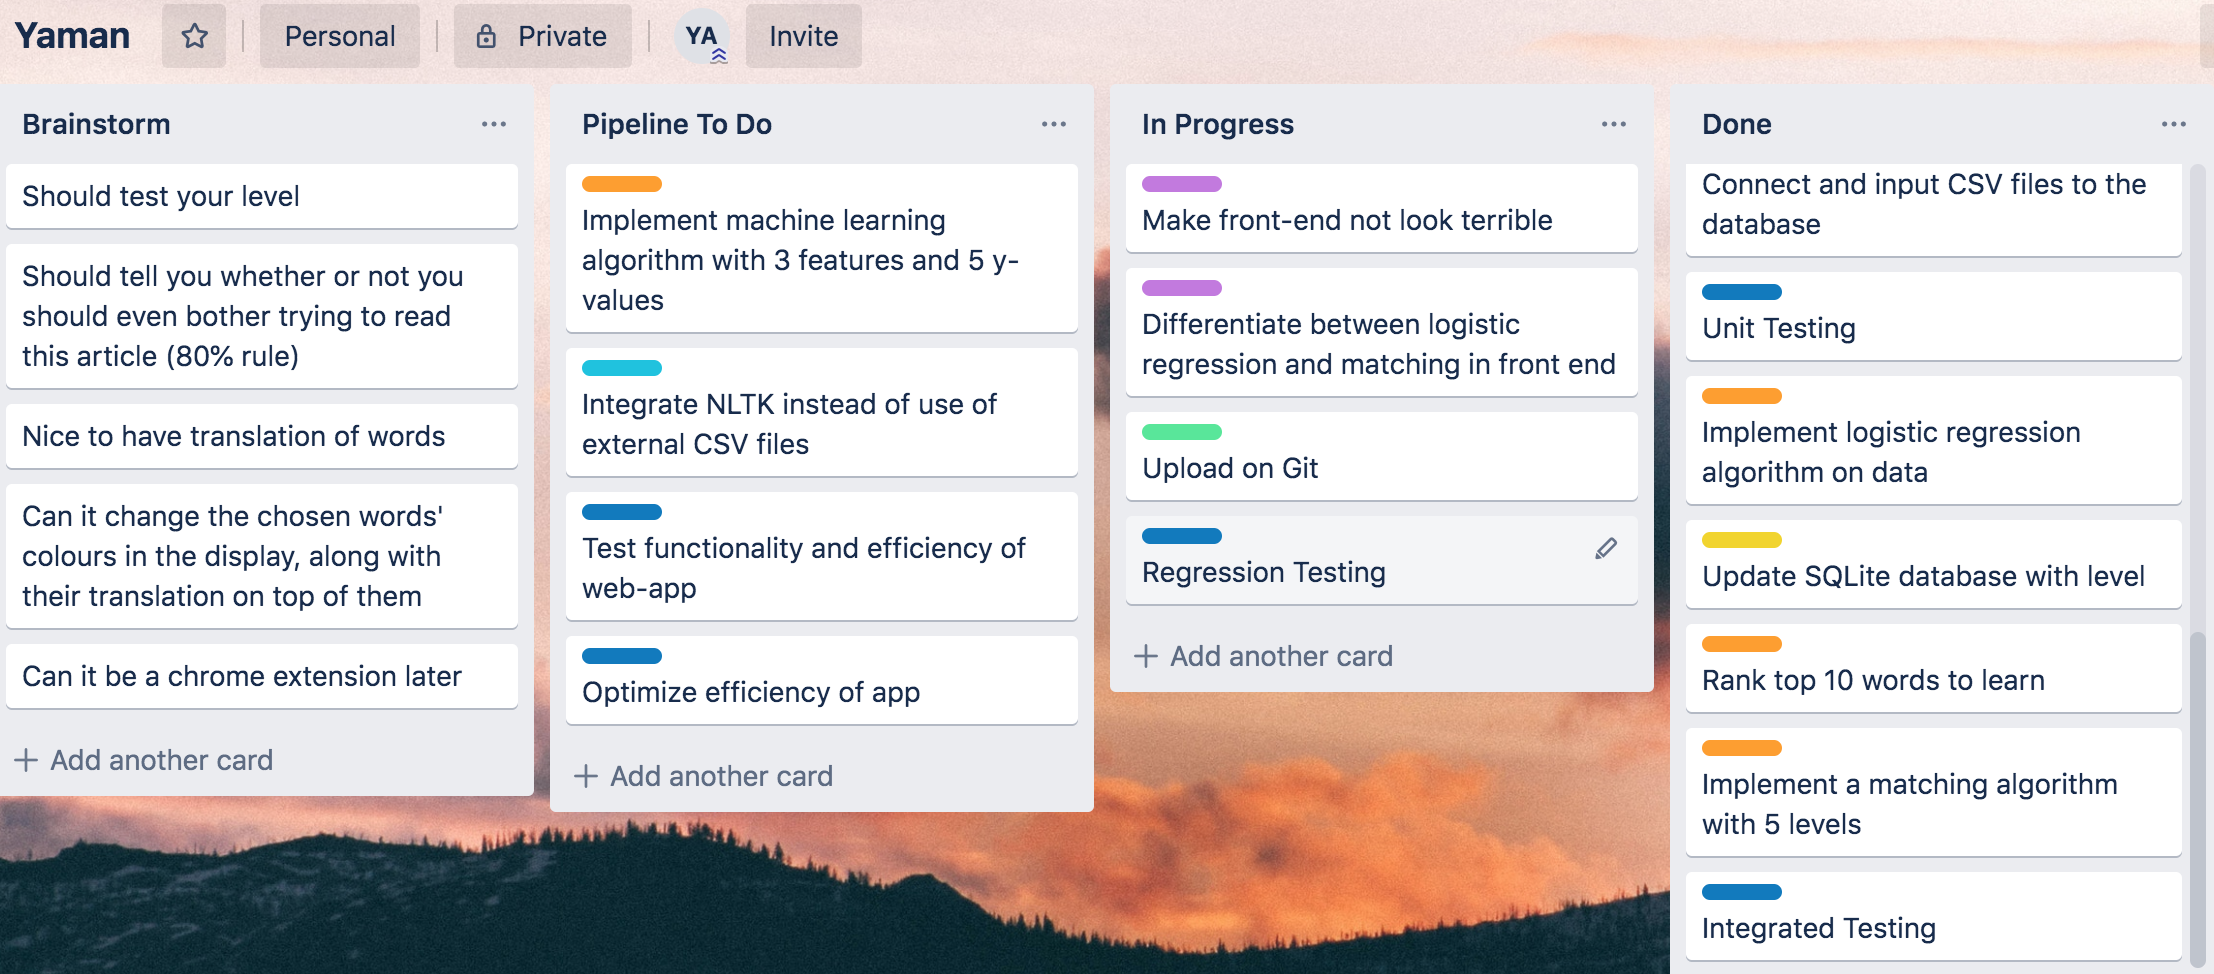 Yaman
Personal
Private
YA
Invite
Brainstorm
Should test your level
Should tell you whether or not you
should even bother trying to read
this article (80% rule)
Nice to have translation of words
Can it change the chosen words'
colours in the display, along with
their translation on top of them
Can it be a chrome extension later
+ Add another card
Pipeline To Do
Implement machine learning
algorithm with 3 features and 5 y-
values
Integrate NLTK instead of use of
external CSV files
Test functionality and efficiency of
web-app
Optimize efficiency of app
+ Add another card
In Progress
Make front-end not look terrible
Differentiate between logistic
regression and matching in front end
Upload on Git
Regression Testing
+ Add another card
Done
Connect and input CSV files to the
database
Unit Testing
Implement logistic regression
algorithm on data
Update SQLite database with level
Rank top 10 words to learn
Implement a matching algorithm
with 5 levels
Integrated Testing